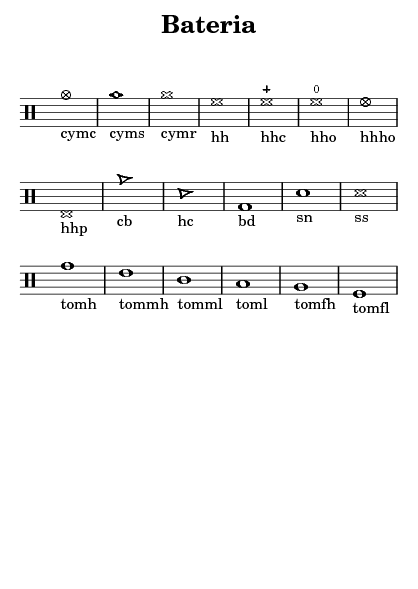 Bateria
cymc cyms cymr hh hhc hho hhho
hhp cb hc bd sn ss
tomh tommh tomml toml tomfh tomfl